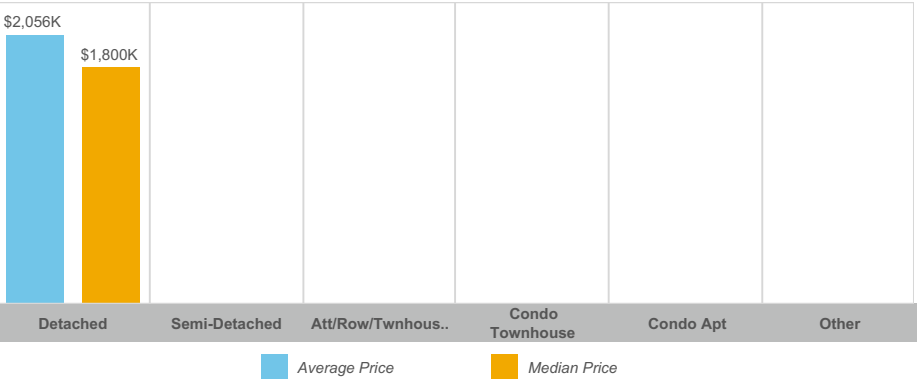 $2,056K
$1,800K
Detached
Semi-Detached
Att/Row/Twnhous..
Condo
Townhouse
Condo Apt
Other
Average Price
Median Price